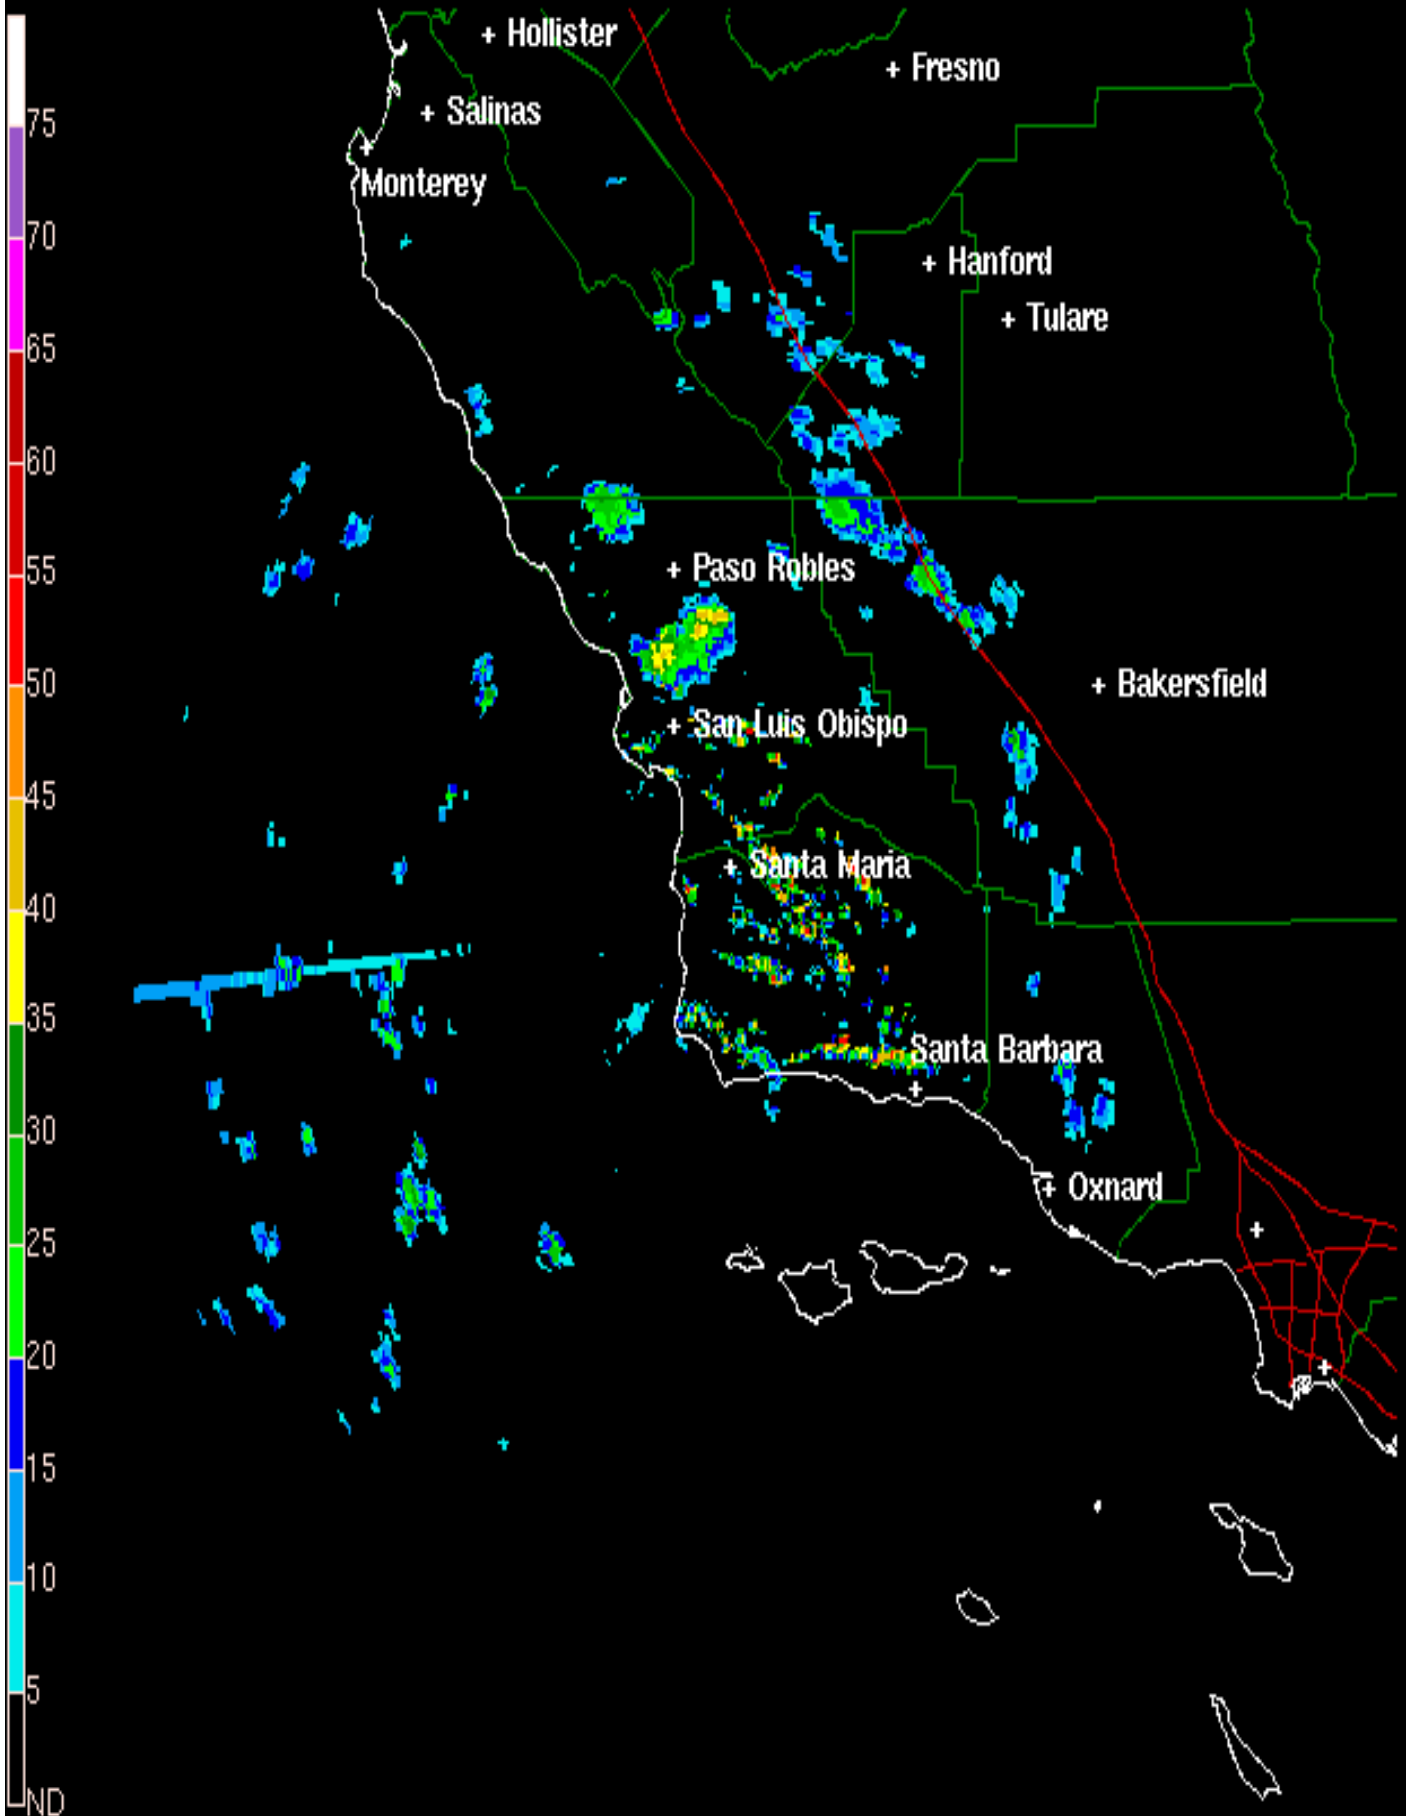 Hollister
Fresno
Salinas
75
Monterey
70
Hanford
Tulare
65
60
Paso Robles
55
50
Bakersfield
San Luis Obispo
45
Santa Maria
40
35
Santa Barbara
30
Oxnard
25
20
15
10
5
ND